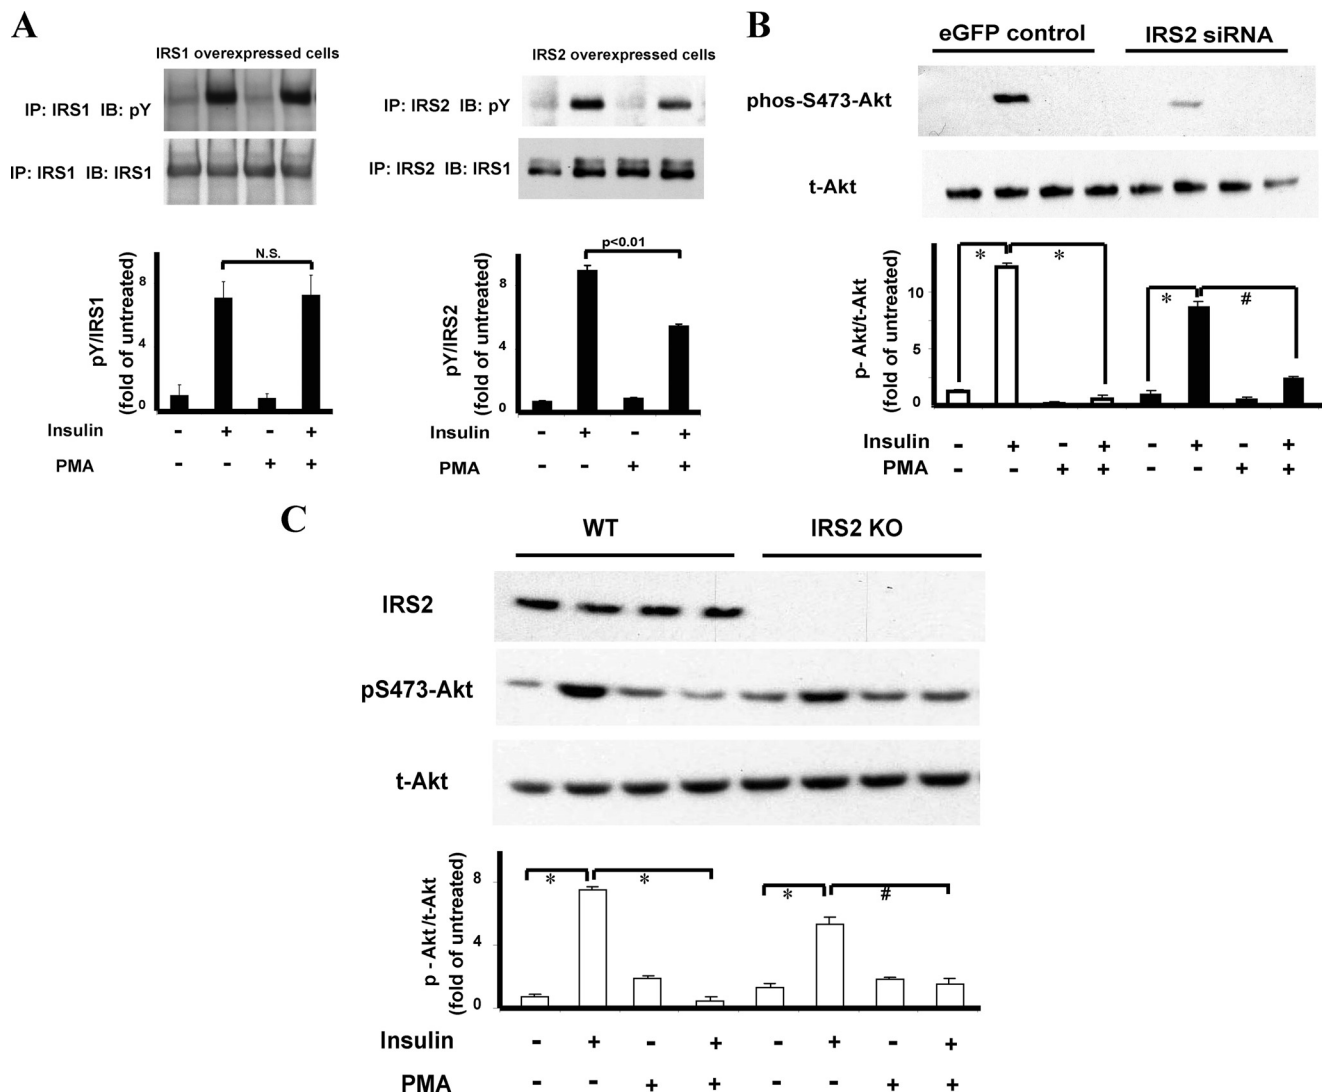 A
IRS1 overexpressed cells
IP: IRS1 IB: pY
IP: IRS1 IB: IRS1
pY/IRS1
(fold of untreated)
8
4
0
N.S.
Insulin - + - +
PMA - - + +
IRS2 overexpressed cells
IP: IRS2 IB: pY
IP: IRS2 IB: IRS1
pY/IRS2
(fold of untreated)
8
4
0
p<0.01
Insulin - + - +
PMA - - + +
B
eGFP control IRS2 siRNA
phos-S473-Akt
t-Akt
p- Akt/t-Akt
(fold of untreated)
10
5
0
* * * #
Insulin - + - + - + - +
PMA - - + + - - + +
C
WT IRS2 KO
IRS2
pS473-Akt
t-Akt
p - Akt/t-Akt
(fold of untreated)
8
4
0
* * * #
Insulin - + - + - + - +
PMA - - + + - - + +